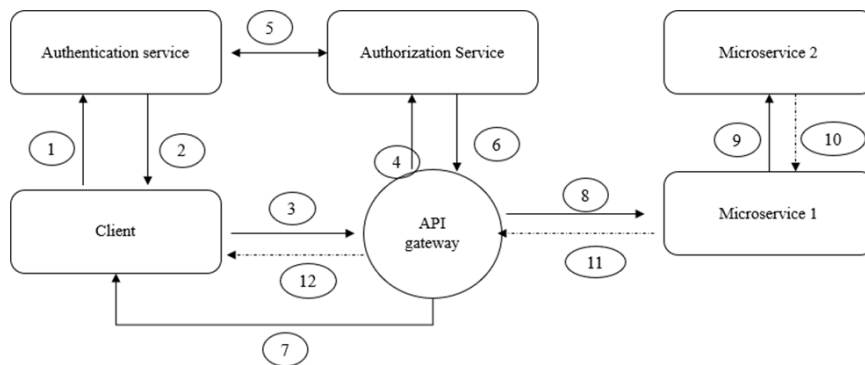 Authentication service
5
Authorization Service
Microservice 2
1
2
4
6
9
10
Client
3
API
gateway
8
Microservice 1
12
11
7